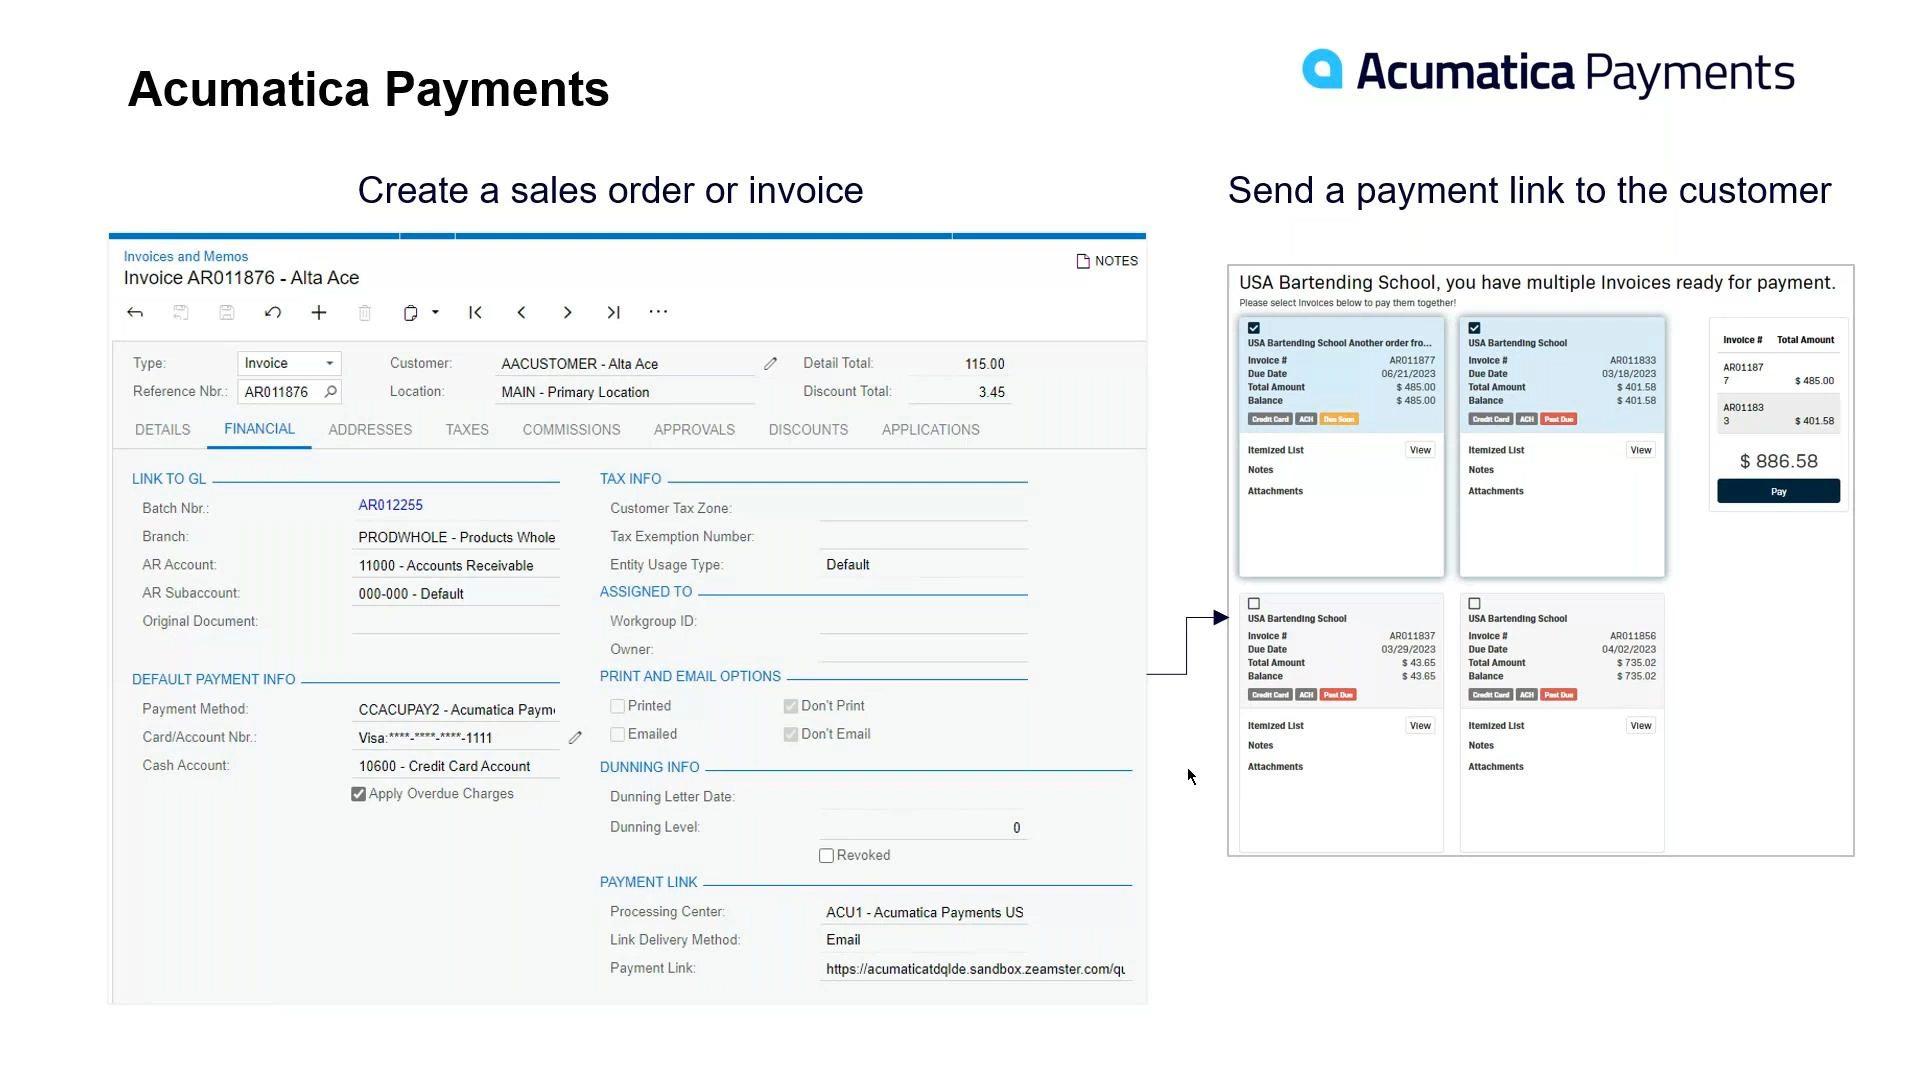 Acumatica Payments
Acumatica Payments
Create a sales order or invoice
Send a payment link to the customer
Invoices and Memos
Invoice AR011876 - Alta Ace
NOTES
Type: Invoice Customer: AACUSTOMER - Alta Ace Detail Total: 115.00
Reference Nbr.: AR011876 Location: MAIN - Primary Location Discount Total: 3.45
DETAILS FINANCIAL ADDRESSES TAXES COMMISSIONS APPROVALS DISCOUNTS APPLICATIONS
LINK TO GL
Batch Nbr.: AR012255
Branch: PRODWHOLE - Products Whole
AR Account: 11000 - Accounts Receivable
AR Subaccount: 000-000 - Default
Original Document:
DEFAULT PAYMENT INFO
Payment Method: CCACUPAY2 - Acumatica Payme
Card/Account Nbr.: Visa:****-****-****-1111
Cash Account: 10600 - Credit Card Account
Apply Overdue Charges
TAX INFO
Customer Tax Zone:
Tax Exemption Number:
Entity Usage Type: Default
ASSIGNED TO
Workgroup ID:
Owner:
PRINT AND EMAIL OPTIONS
Printed Don't Print
Emailed Don't Email
DUNNING INFO
Dunning Letter Date:
Dunning Level: 0
Revoked
PAYMENT LINK
Processing Center: ACU1 - Acumatica Payments US
Link Delivery Method: Email
Payment Link: https://acumaticatdqlde.sandbox.zeamster.com/qu
USA Bartending School, you have multiple Invoices ready for payment.
Please select Invoices below to pay them together!
USA Bartending School Another order fro...
Invoice # AR011877
Due Date 06/21/2023
Total Amount $ 485.00
Balance $ 485.00
Credit Card ACH Due Soon
Itemized List View
Notes
Attachments
USA Bartending School
Invoice # AR011833
Due Date 03/18/2023
Total Amount $ 401.58
Balance $ 401.58
Credit Card ACH Past Due
Itemized List View
Notes
Attachments
Invoice # Total Amount
AR01187
7 $ 485.00
AR01183
3 $ 401.58
$ 886.58
Pay
USA Bartending School
Invoice # AR011837
Due Date 03/29/2023
Total Amount $ 43.65
Balance $ 43.65
Credit Card ACH Past Due
Itemized List View
Notes
Attachments
USA Bartending School
Invoice # AR011856
Due Date 04/02/2023
Total Amount $ 735.02
Balance $ 735.02
Credit Card ACH Past Due
Itemized List View
Notes
Attachments